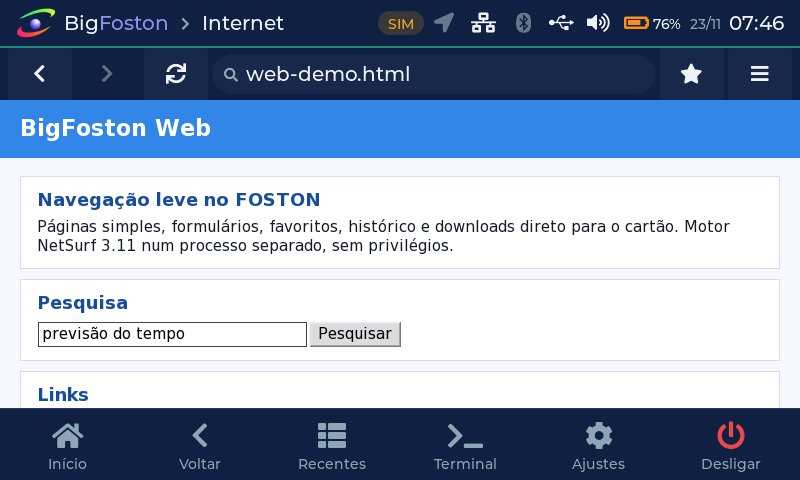 BigFoston > Internet SIM 76% 23/11 07:46
web-demo.html
BigFoston Web
Navegação leve no FOSTON
Páginas simples, formulários, favoritos, histórico e downloads direto para o cartão. Motor
NetSurf 3.11 num processo separado, sem privilégios.
Pesquisa
previsão do tempo Pesquisar
Links
Início Voltar Recentes Terminal Ajustes Desligar